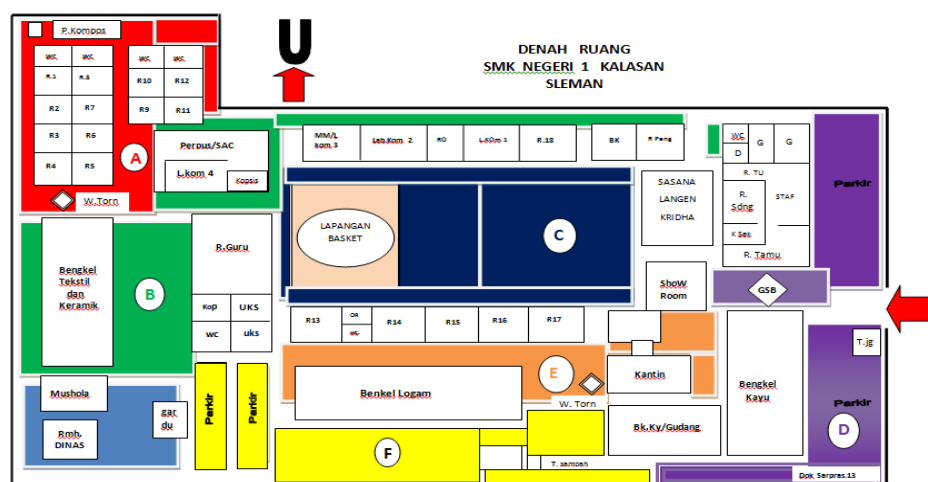 U
DENAH RUANG
SMK NEGERI 1 KALASAN
SLEMAN
P.Kompos
WC
WC
WC
WC
R.1
R.8
R10
R12
R2
R7
R9
R11
R3
R6
R4
R5
A
W.Torn
Perpus/SAC
L.kom 4
Kopsis
MM/L
kom.3
Lab.Kom 2
RO
L.KOm 1
R.18
BK
R Peng
WC
D
G
G
R. TU
R.
Sdng
STAF
K Sek
R. Tamu
Parkir
SASANA
LANGEN
KRIDHA
LAPANGAN
BASKET
C
Bengkel
Tekstil
dan
Keramik
B
R.Guru
Kop
UKS
wc
uks
ShoW
Room
GSB
R13
OR
WC
R14
R15
R16
R17
T.jg
E
Kantin
Bengkel
Kayu
Benkel Logam
W. Torn
Parkir
D
Mushola
gar
du
Rmh.
DINAS
Parkir
Parkir
Bk.Ky/Gudang
F
T. sampah
Dpk Sarpras.13